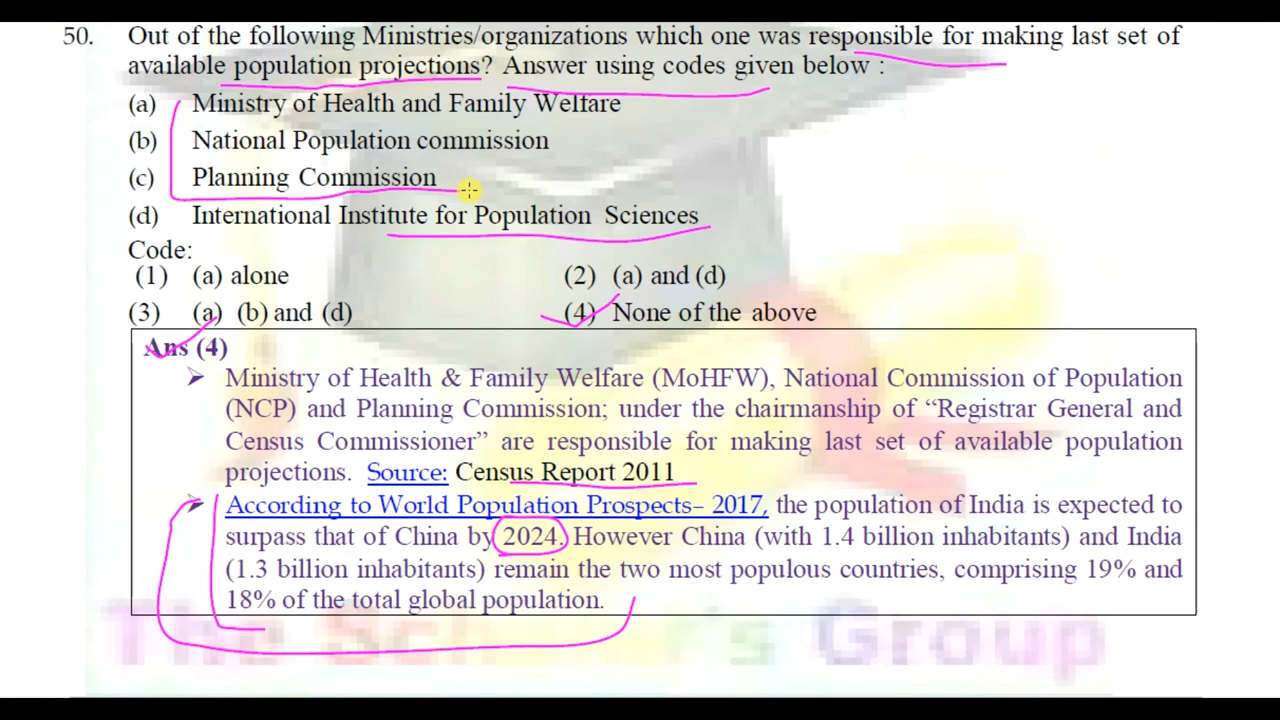 50. Out of the following Ministries/organizations which one was responsible for making last set of
available population projections? Answer using codes given below :
(a) Ministry of Health and Family Welfare
(b) National Population commission
(c) Planning Commission
(d) International Institute for Population Sciences
Code:
(1) (a) alone (2) (a) and (d)
(3) (a) (b) and (d) (4) None of the above
Ans (4)
➢ Ministry of Health & Family Welfare (MoHFW), National Commission of Population
(NCP) and Planning Commission; under the chairmanship of “Registrar General and
Census Commissioner” are responsible for making last set of available population
projections. Source: Census Report 2011
➢ According to World Population Prospects– 2017, the population of India is expected to
surpass that of China by 2024. However China (with 1.4 billion inhabitants) and India
(1.3 billion inhabitants) remain the two most populous countries, comprising 19% and
18% of the total global population.
The Scholar's Group